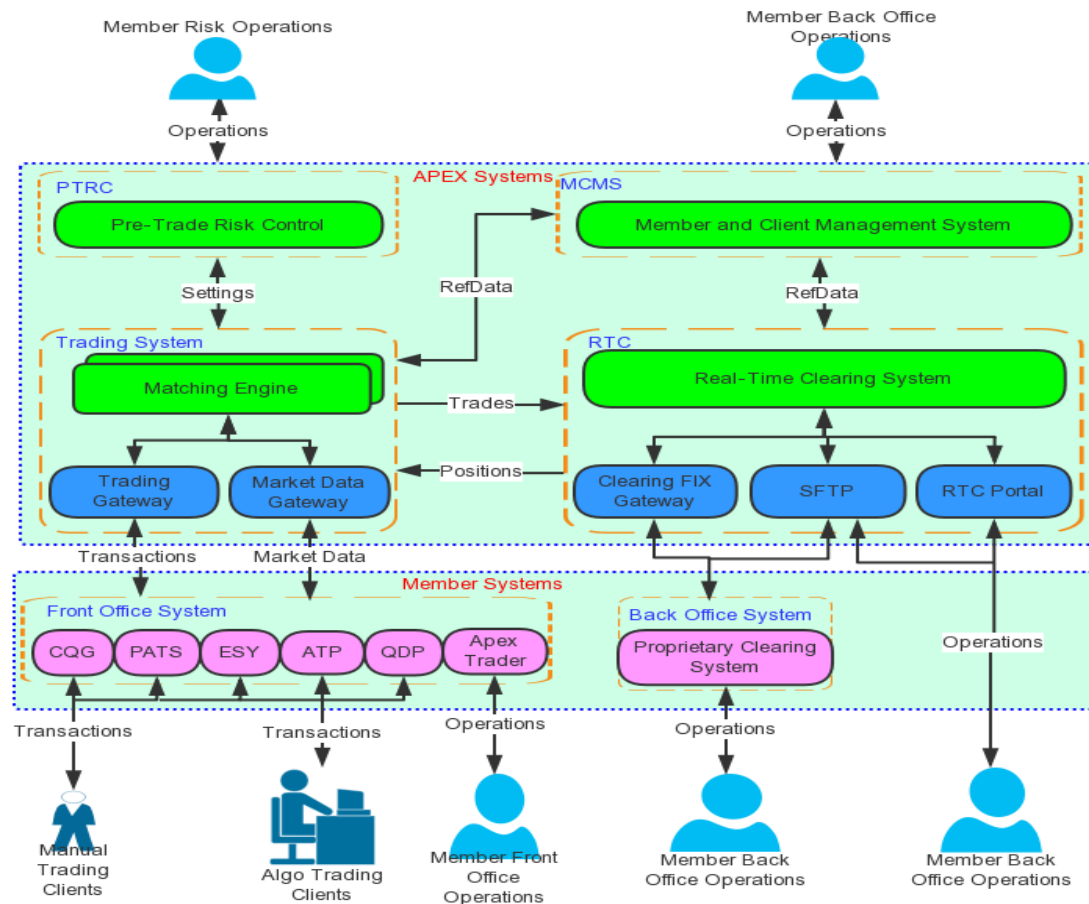 Member Risk Operations
Member Back Office
Operations
Operations
Operations
APEX Systems
PTRC
MCMS
Pre-Trade Risk Control
Member and Client Management System
Settings
RefData
RefData
Trading System
RTC
Matching Engine
Real-Time Clearing System
Trades
Positions
Trading
Gateway
Market Data
Gateway
Clearing FIX
Gateway
SFTP
RTC Portal
Transactions
Market Data
Member Systems
Front Office System
Back Office System
CQG
PATS
ESY
ATP
QDP
Apex
Trader
Proprietary Clearing
System
Operations
Transactions
Transactions
Operations
Operations
Manual
Trading
Clients
Algo Trading
Clients
Member Front
Office
Operations
Member Back
Office Operations
Member Back
Office Operations